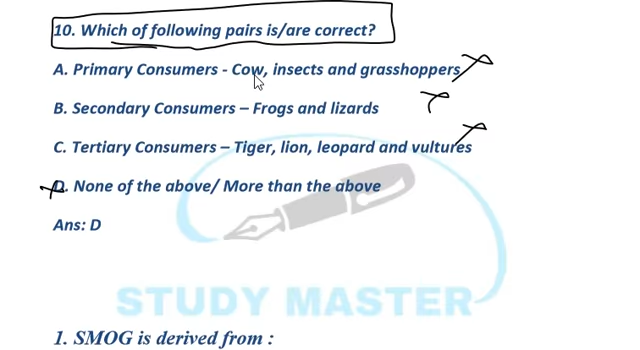 10. Which of following pairs is/are correct?
A. Primary Consumers - Cow, insects and grasshoppers
B. Secondary Consumers – Frogs and lizards
C. Tertiary Consumers – Tiger, lion, leopard and vultures
D. None of the above/ More than the above
Ans: D
STUDY MASTER
1. SMOG is derived from :